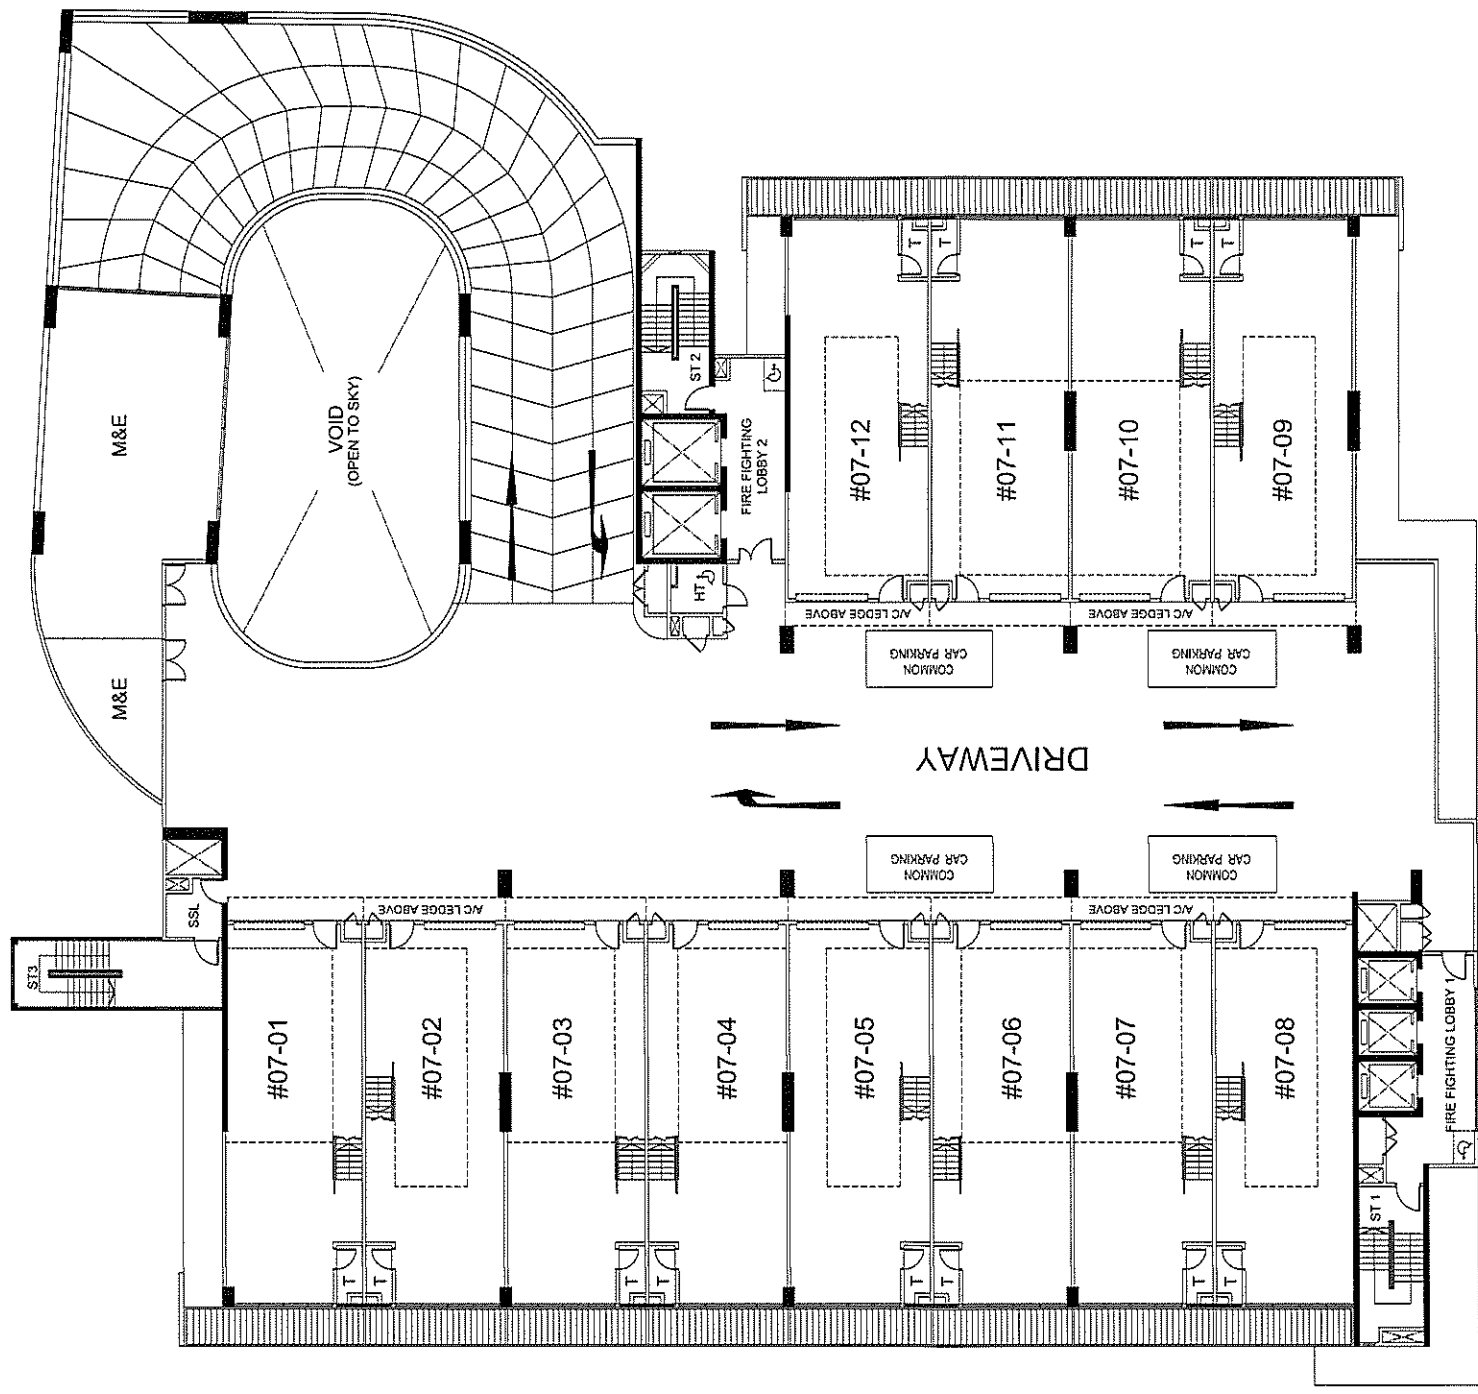 M&E
VOID
(OPEN TO SKY)
M&E
ST 2
FIRE FIGHTING
LOBBY 2
HT
T
T
T
T
#07-12
#07-11
#07-10
#07-09
A/C LEDGE ABOVE
A/C LEDGE ABOVE
COMMON
CAR PARKING
COMMON
CAR PARKING
DRIVEWAY
COMMON
CAR PARKING
COMMON
CAR PARKING
SSL
ST3
A/C LEDGE ABOVE
A/C LEDGE ABOVE
#07-01
#07-02
#07-03
#07-04
#07-05
#07-06
#07-07
#07-08
FIRE FIGHTING LOBBY 1
ST 1
T
T
T
T
T
T
T
T